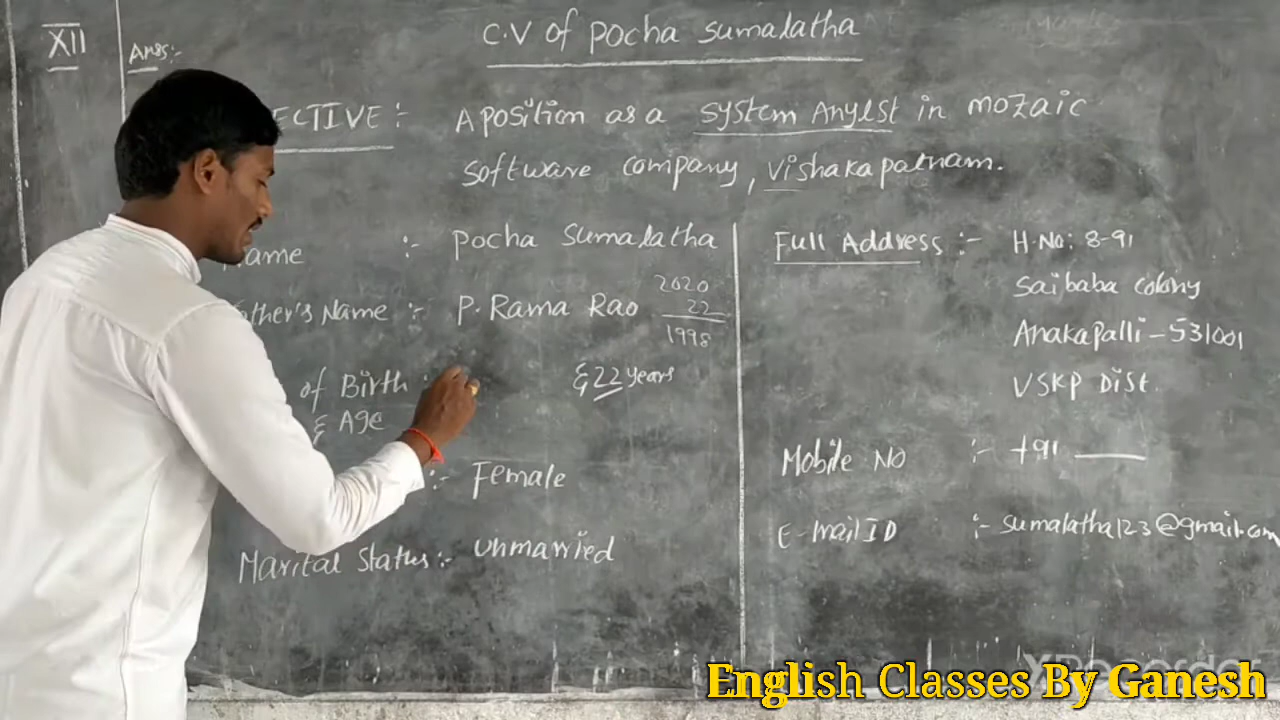 XII
Ans:-
C.V of Pocha Sumalatha
ECTIVE :- A Position as a System Anylst in mozaic
Software company, Vishakapatnam.
Name :- Pocha Sumalatha
ather's Name :- P. Rama Rao
2020
22
1998
of Birth :- & 22 years
& Age
:- Female
Marital Status :- Unmarried
Full Address :- H.No: 8-91
Saibaba colony
Anakapalli - 531001
VSKP Dist.
Mobile No :- +91
E-mail ID :- Sumalatha123@gmail.com
English Classes By Ganesh